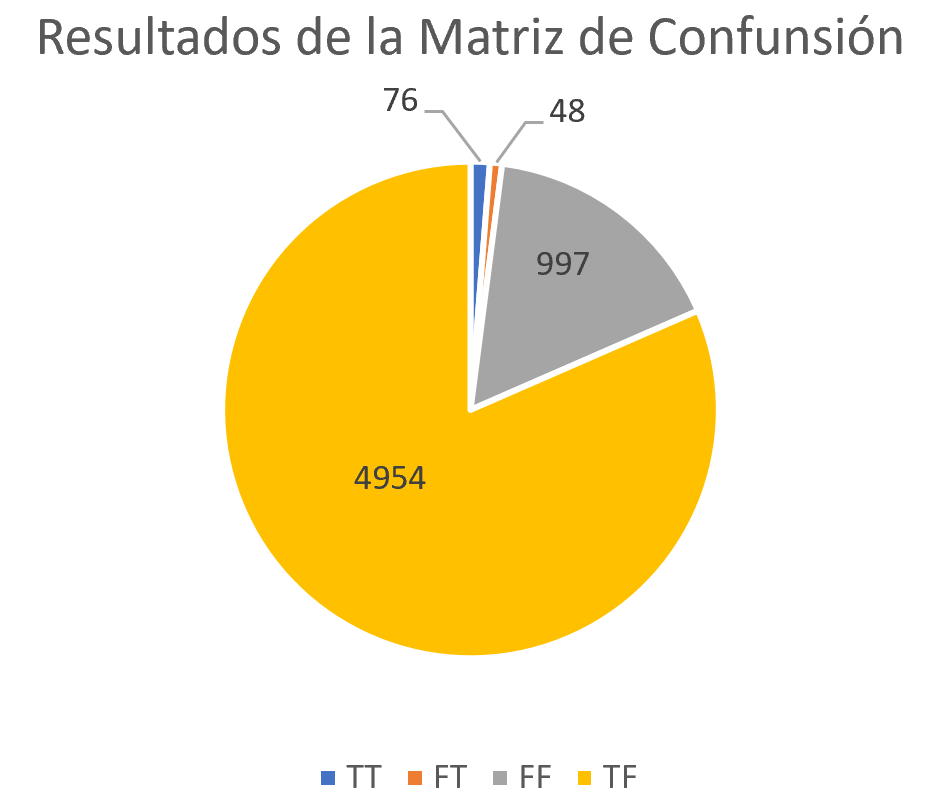 Resultados de la Matriz de Confunsión
76
48
997
4954
TT FT FF TF